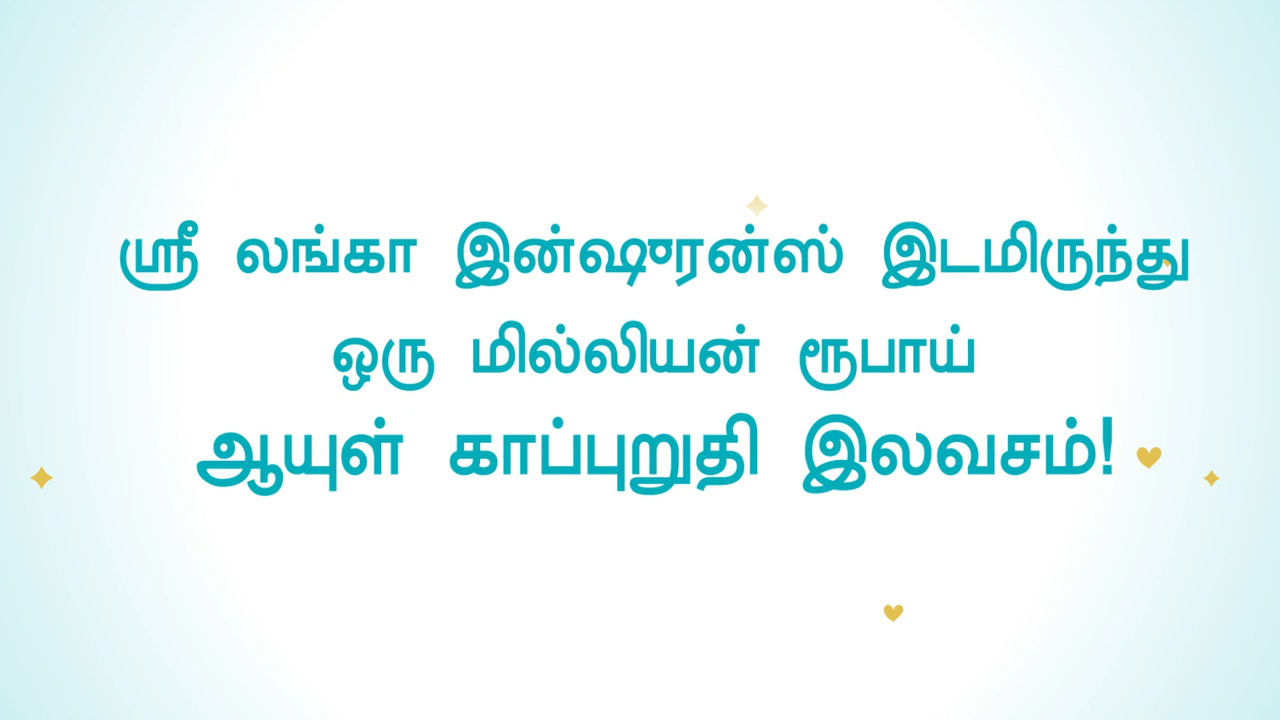 ஸ்ரீ லங்கா இன்ஷுரன்ஸ் இடமிருந்து
ஒரு மில்லியன் ரூபாய்
ஆயுள் காப்புறுதி இலவசம்!